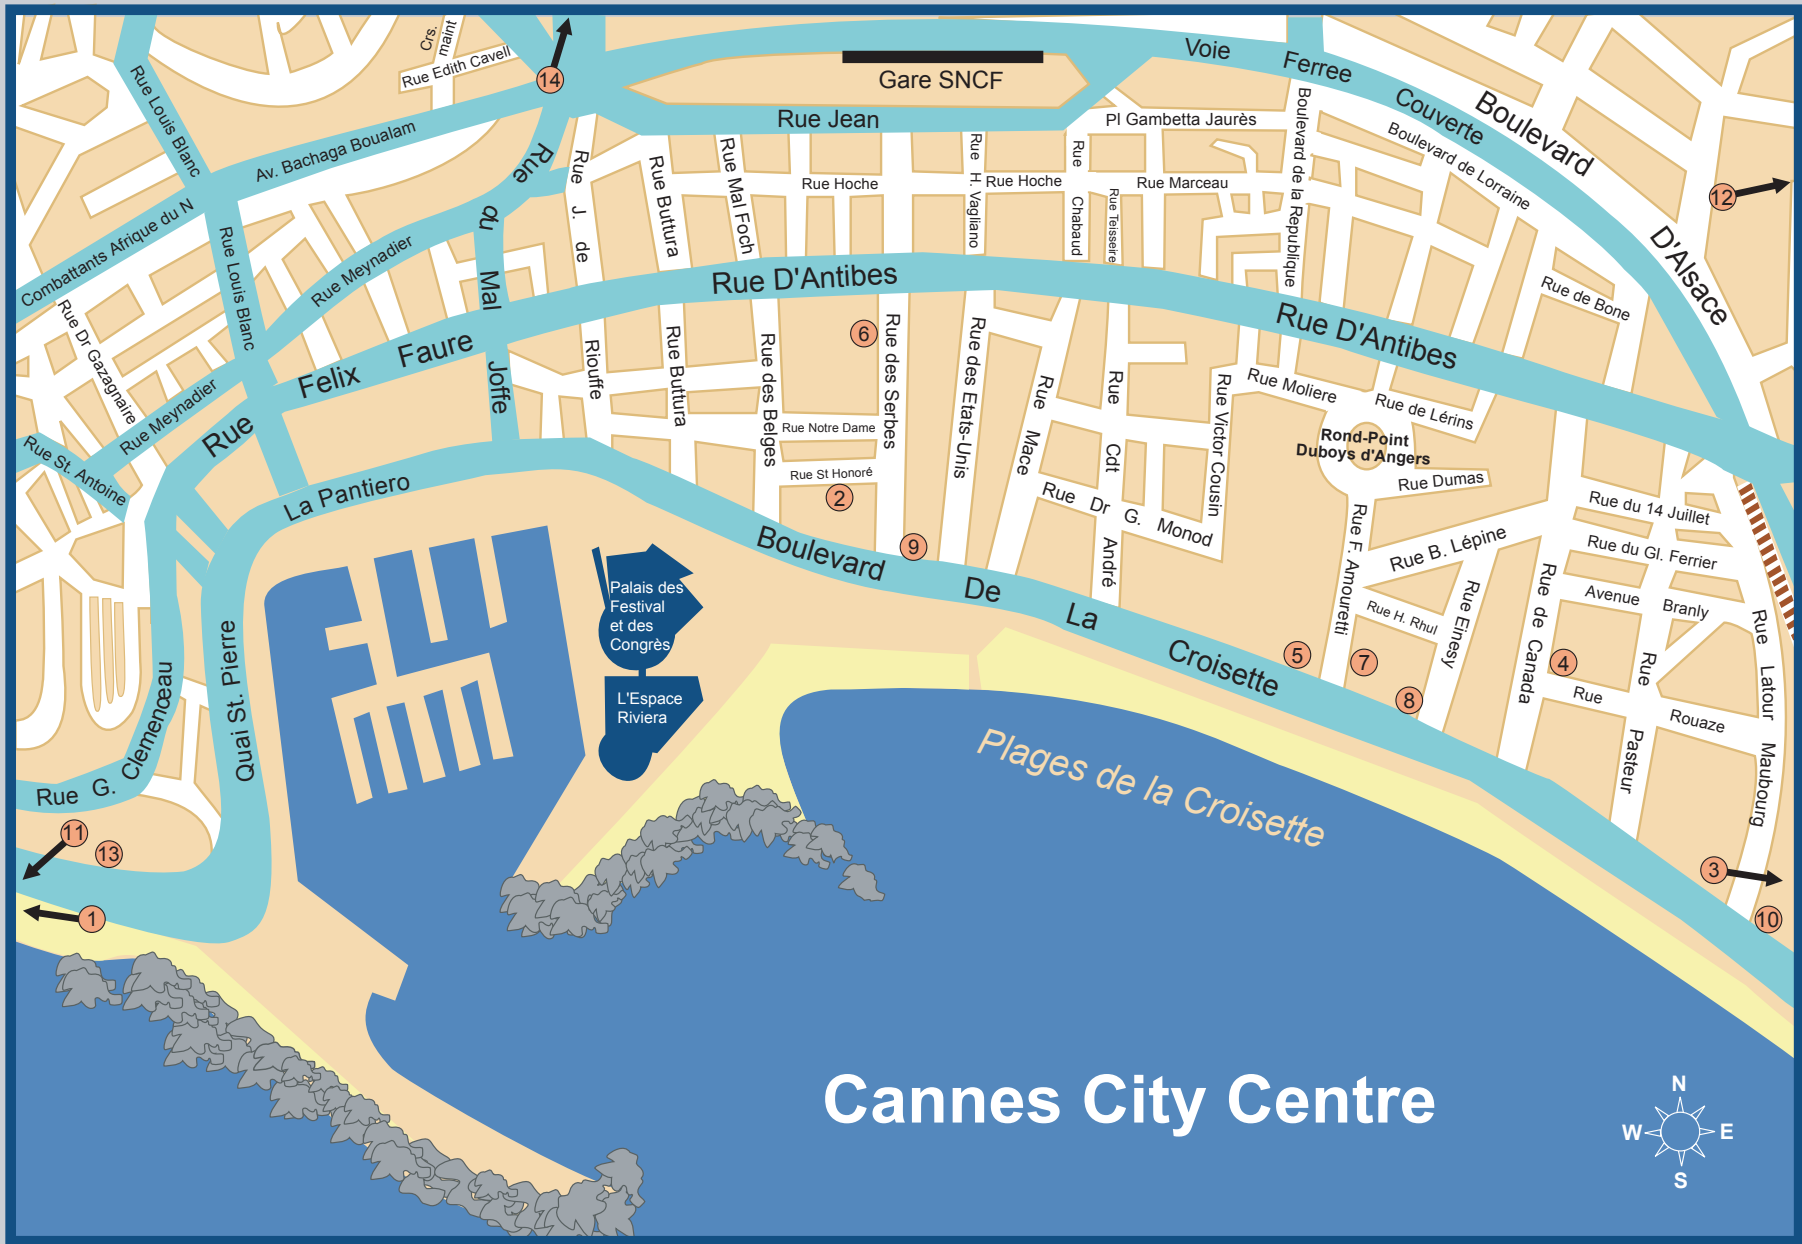 Crs.
maint
Rue Edith Cavell
14
Gare SNCF
Voie
Ferree
Couverte
Boulevard
D'Alsace
Rue Louis Blanc
Av. Bachaga Boualam
Rue Jean
Pl Gambetta Jaurès
Boulevard de Lorraine
12
Combattants Afrique du N
Rue Louis Blanc
Rue Meynadier
Rue
du
Mal
Joffe
Rue
J.
de
Riouffe
Rue Buttura
Rue Mal Foch
Rue Hoche
Rue
H. Vagliano
Rue Hoche
Rue
Chabaud
Rue Teisseire
Rue Marceau
Boulevard de la Republique
Rue de Bone
Rue Dr Gazagnaire
Rue Meynadier
Rue St. Antoine
Rue
Felix
Faure
Rue D'Antibes
Rue D'Antibes
Rue Buttura
Rue des Belges
6
Rue des Serbes
Rue des Etats-Unis
Rue
Mace
Rue
Cdt
André
Rue Victor Cousin
Rue Moliere
Rue de Lérins
Rond-Point
Duboys d'Angers
Rue Dumas
Rue Notre Dame
Rue St Honoré
2
9
Rue Dr G. Monod
La Pantiero
Boulevard
De
La
Croisette
Rue F. Amouretti
Rue B. Lépine
Rue H. Rhul
Rue Einesy
Rue de Canada
Rue du 14 Juillet
Rue du Gl. Ferrier
Avenue
Branly
Rue
Pasteur
Rue
Rouaze
Rue
Latour
Maubourg
5
7
8
4
3
10
Palais des
Festival
et des
Congrès
L'Espace
Riviera
Quai St. Pierre
Rue G. Clemenceau
11
13
1
Plages de la Croisette
Cannes City Centre
N
W
E
S